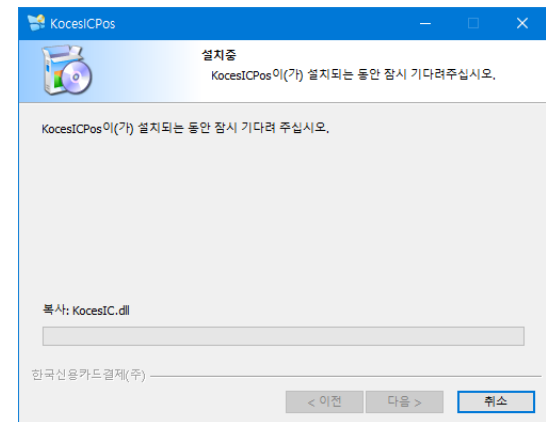 KocesICPos
설치중
KocesICPos이(가) 설치되는 동안 잠시 기다려주십시오.
KocesICPos이(가) 설치되는 동안 잠시 기다려 주십시오.
복사: KocesIC.dll
한국신용카드결제(주)
< 이전 다음 > 취소